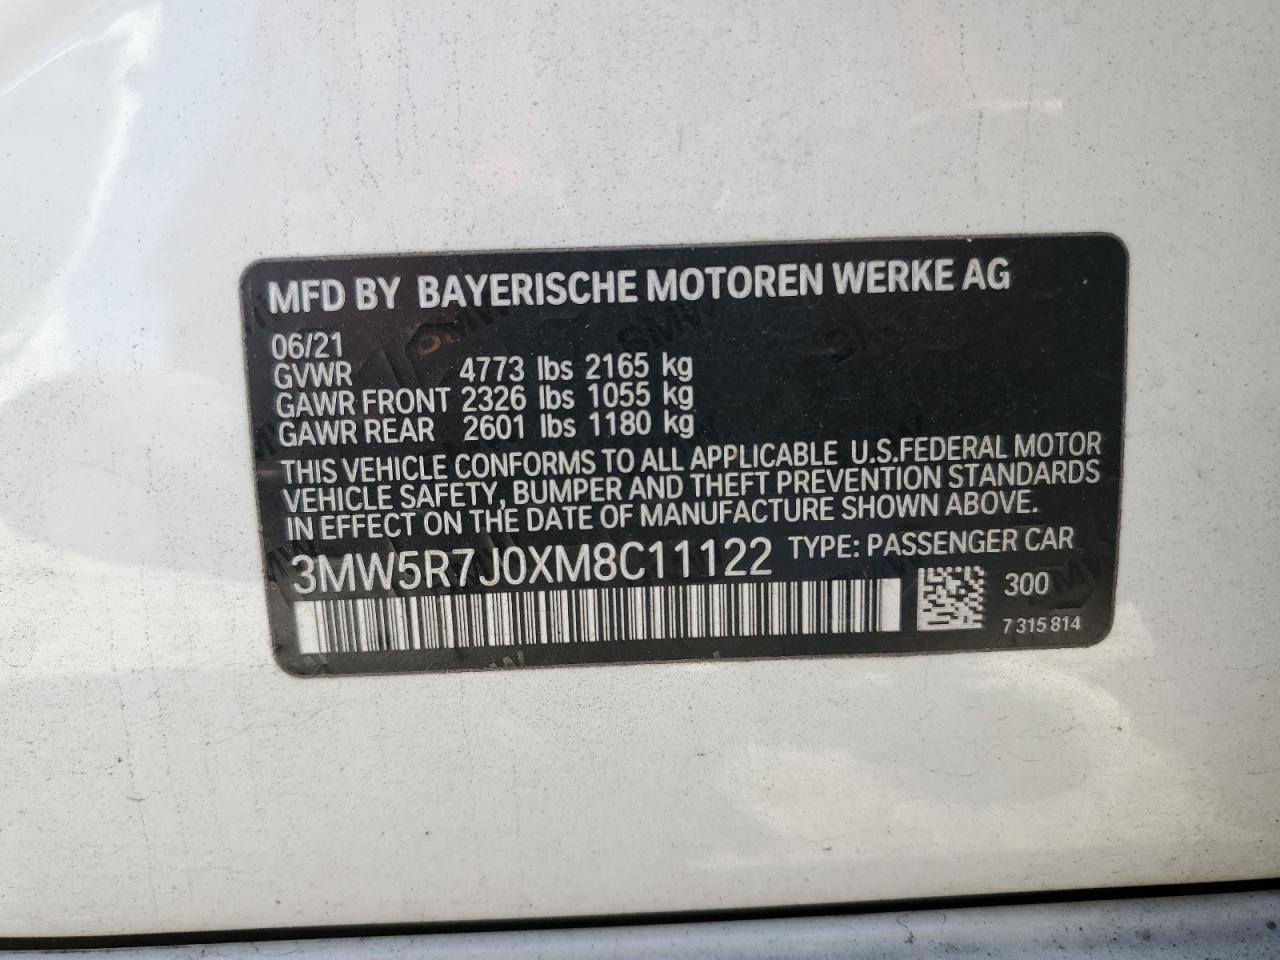 MFD BY BAYERISCHE MOTOREN WERKE AG
06/21
GVWR 4773 lbs 2165 kg
GAWR FRONT 2326 lbs 1055 kg
GAWR REAR 2601 lbs 1180 kg
THIS VEHICLE CONFORMS TO ALL APPLICABLE U.S.FEDERAL MOTOR
VEHICLE SAFETY, BUMPER AND THEFT PREVENTION STANDARDS
IN EFFECT ON THE DATE OF MANUFACTURE SHOWN ABOVE.
3MW5R7J0XM8C11122 TYPE: PASSENGER CAR
300
7 315 814